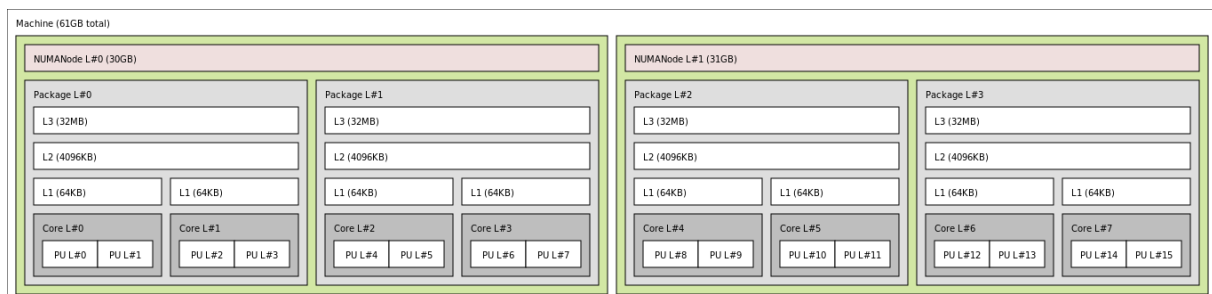 Machine (61GB total)
NUMANode L#0 (30GB)
NUMANode L#1 (31GB)
Package L#0
Package L#1
Package L#2
Package L#3
L3 (32MB)
L3 (32MB)
L3 (32MB)
L3 (32MB)
L2 (4096KB)
L2 (4096KB)
L2 (4096KB)
L2 (4096KB)
L1 (64KB)
L1 (64KB)
L1 (64KB)
L1 (64KB)
L1 (64KB)
L1 (64KB)
L1 (64KB)
L1 (64KB)
Core L#0
Core L#1
Core L#2
Core L#3
Core L#4
Core L#5
Core L#6
Core L#7
PU L#0
PU L#1
PU L#2
PU L#3
PU L#4
PU L#5
PU L#6
PU L#7
PU L#8
PU L#9
PU L#10
PU L#11
PU L#12
PU L#13
PU L#14
PU L#15